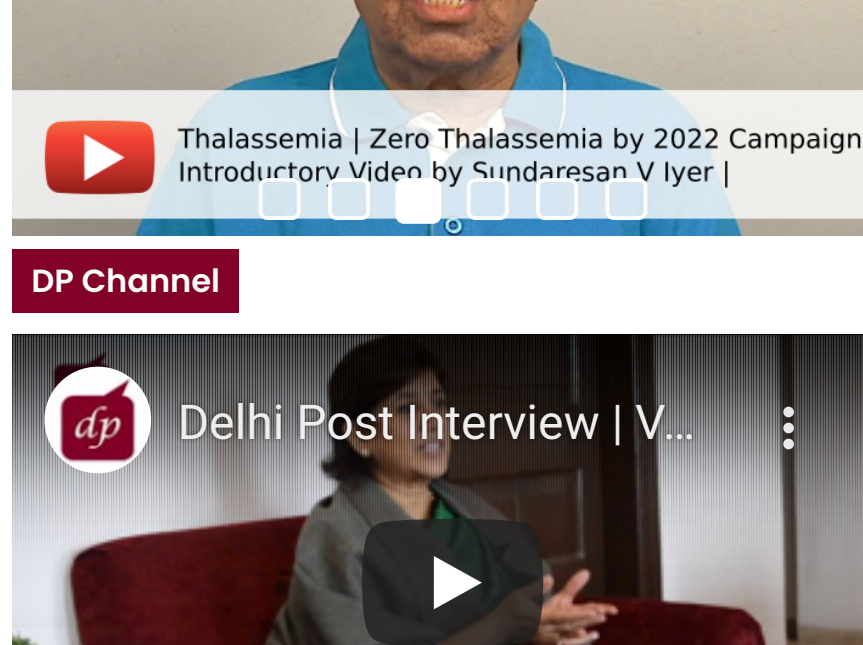 Thalassemia | Zero Thalassemia by 2022 Campaign
Introductory Video by Sundaresan V Iyer |
DP Channel
dp
Delhi Post Interview | V...